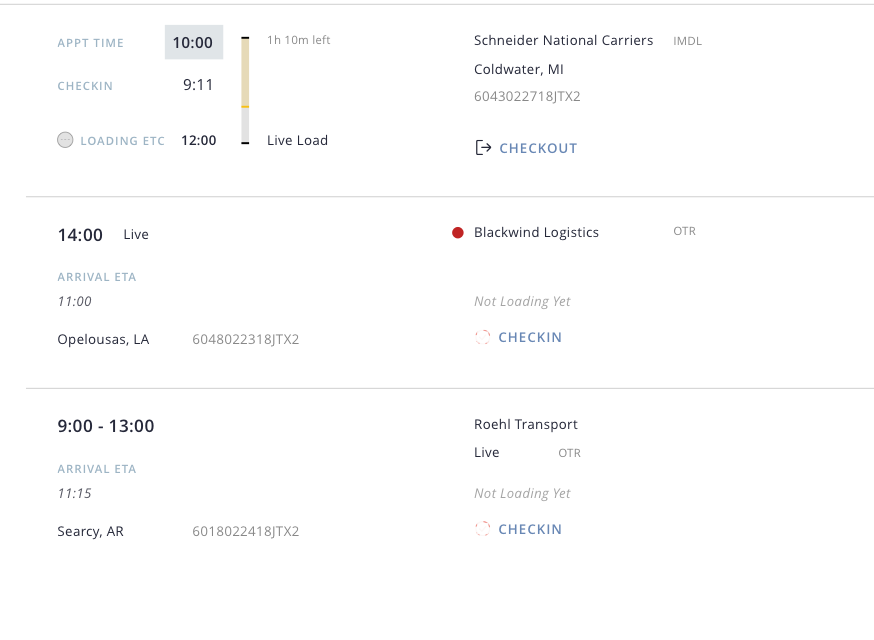 APPT TIME 10:00 1h 10m left Schneider National Carriers IMDL
Coldwater, MI
CHECKIN 9:11
6043022718JTX2
LOADING ETC 12:00 Live Load
CHECKOUT
14:00 Live Blackwind Logistics OTR
ARRIVAL ETA
11:00 Not Loading Yet
Opelousas, LA 6048022318JTX2 CHECKIN
9:00 - 13:00 Roehl Transport
Live OTR
ARRIVAL ETA
11:15 Not Loading Yet
Searcy, AR 6018022418JTX2 CHECKIN